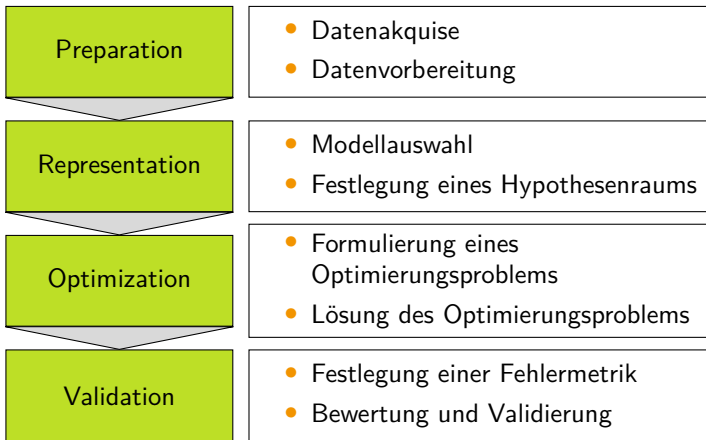 Preparation
• Datenakquise
• Datenvorbereitung
Representation
• Modellauswahl
• Festlegung eines Hypothesenraums
Optimization
• Formulierung eines
Optimierungsproblems
• Lösung des Optimierungsproblems
Validation
• Festlegung einer Fehlermetrik
• Bewertung und Validierung